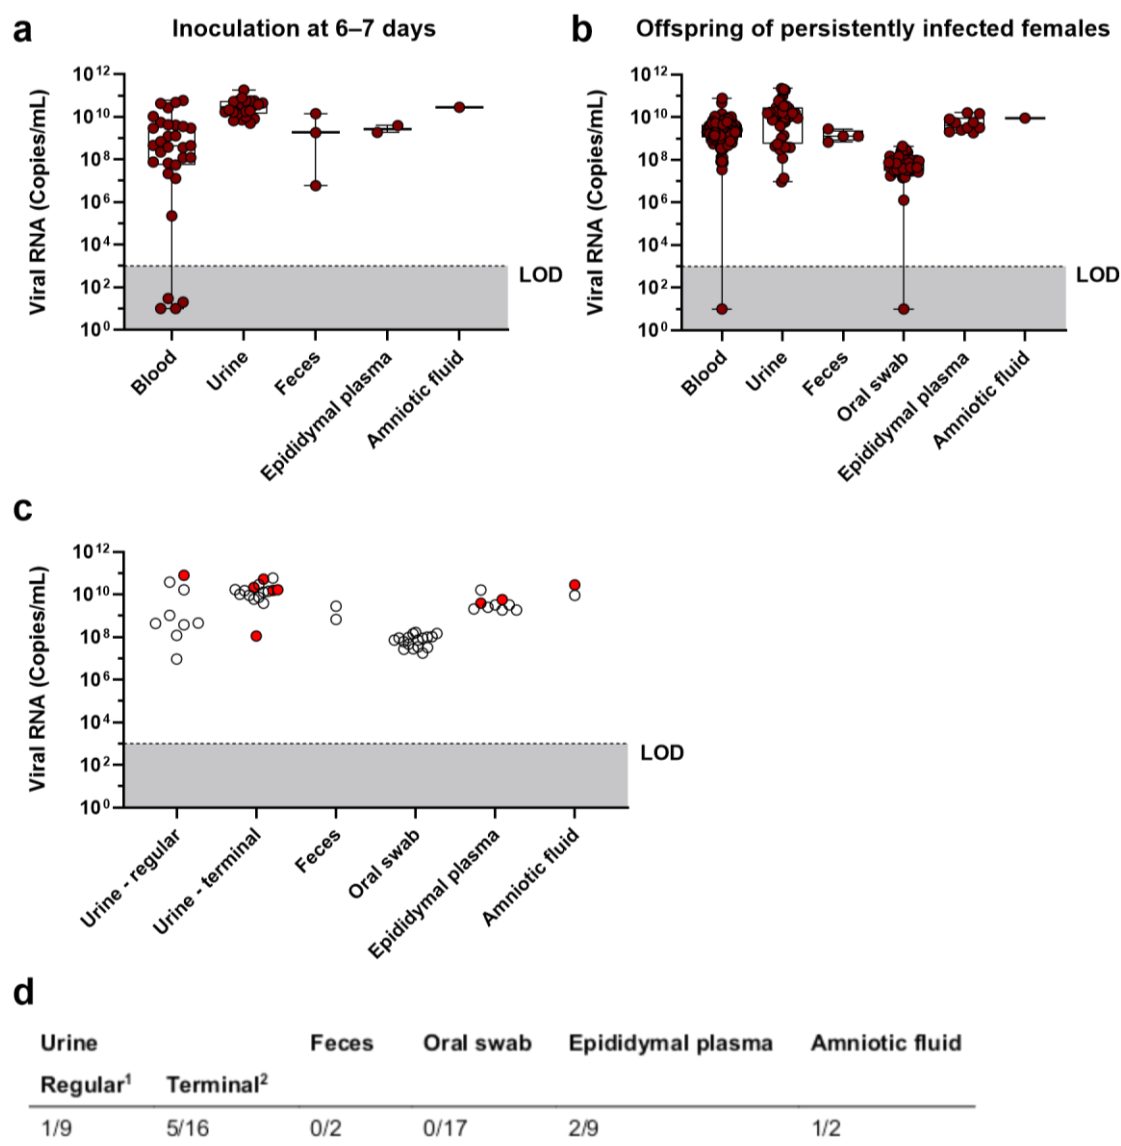 a
Inoculation at 6–7 days
Viral RNA (Copies/mL)
10¹²
10¹⁰
10⁸
10⁶
10⁴
10²
10⁰
LOD
Blood
Urine
Feces
Epididymal plasma
Amniotic fluid
b
Offspring of persistently infected females
Viral RNA (Copies/mL)
10¹²
10¹⁰
10⁸
10⁶
10⁴
10²
10⁰
LOD
Blood
Urine
Feces
Oral swab
Epididymal plasma
Amniotic fluid
c
Viral RNA (Copies/mL)
10¹²
10¹⁰
10⁸
10⁶
10⁴
10²
10⁰
LOD
Urine - regular
Urine - terminal
Feces
Oral swab
Epididymal plasma
Amniotic fluid
d
Urine Feces Oral swab Epididymal plasma Amniotic fluid
Regular¹ Terminal²
1/9 5/16 0/2 0/17 2/9 1/2